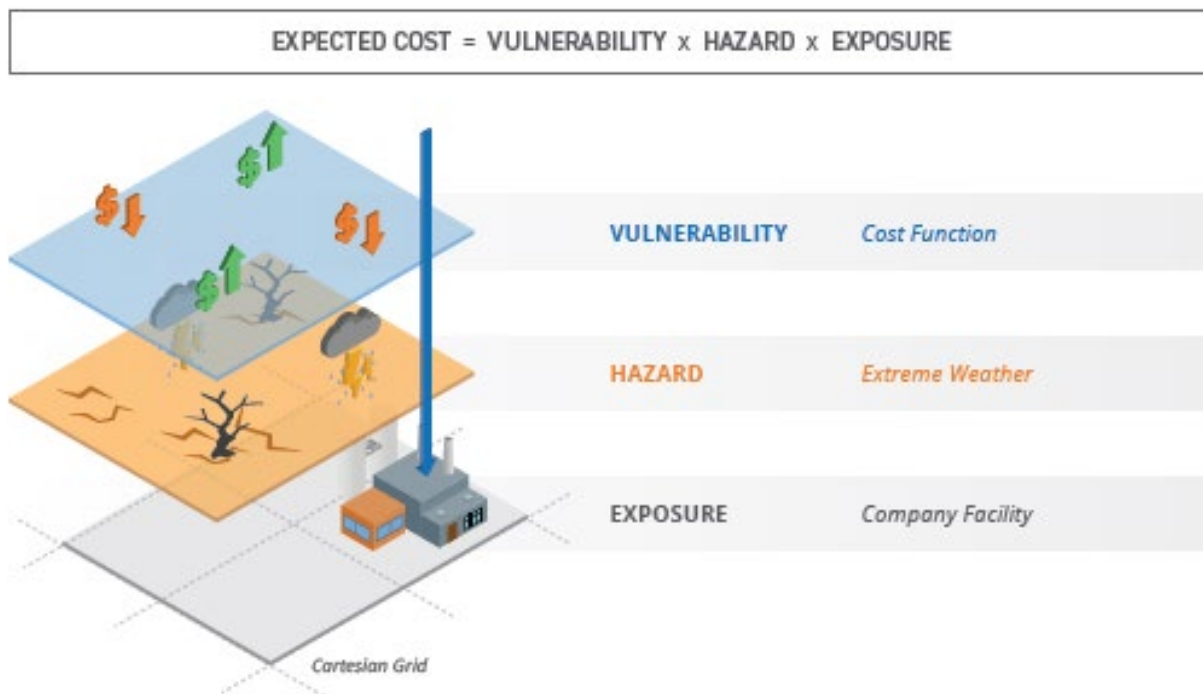 EXPECTED COST = VULNERABILITY x HAZARD x EXPOSURE
VULNERABILITY Cost Function
HAZARD Extreme Weather
EXPOSURE Company Facility
Cartesian Grid
$
$
$
$